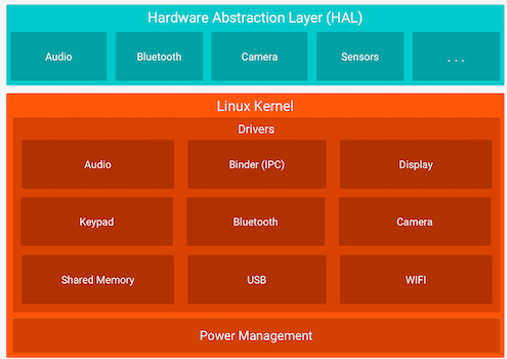 Hardware Abstraction Layer (HAL)
Audio
Bluetooth
Camera
Sensors
...
Linux Kernel
Drivers
Audio
Binder (IPC)
Display
Keypad
Bluetooth
Camera
Shared Memory
USB
WIFI
Power Management